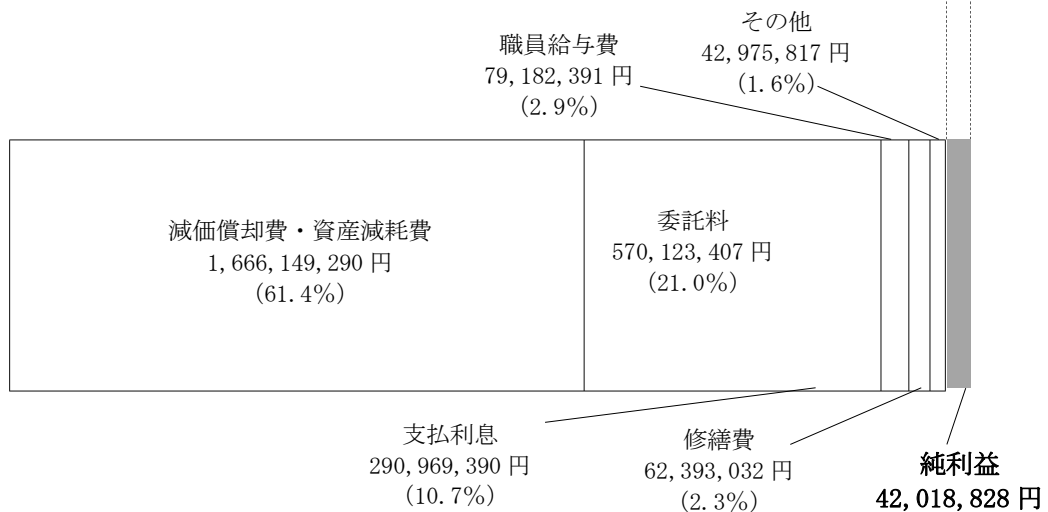 職員給与費
79,182,391 円
(2.9%)
その他
42,975,817 円
(1.6%)
減価償却費・資産減耗費
1,666,149,290 円
(61.4%)
委託料
570,123,407 円
(21.0%)
支払利息
290,969,390 円
(10.7%)
修繕費
62,393,032 円
(2.3%)
純利益
42,018,828 円